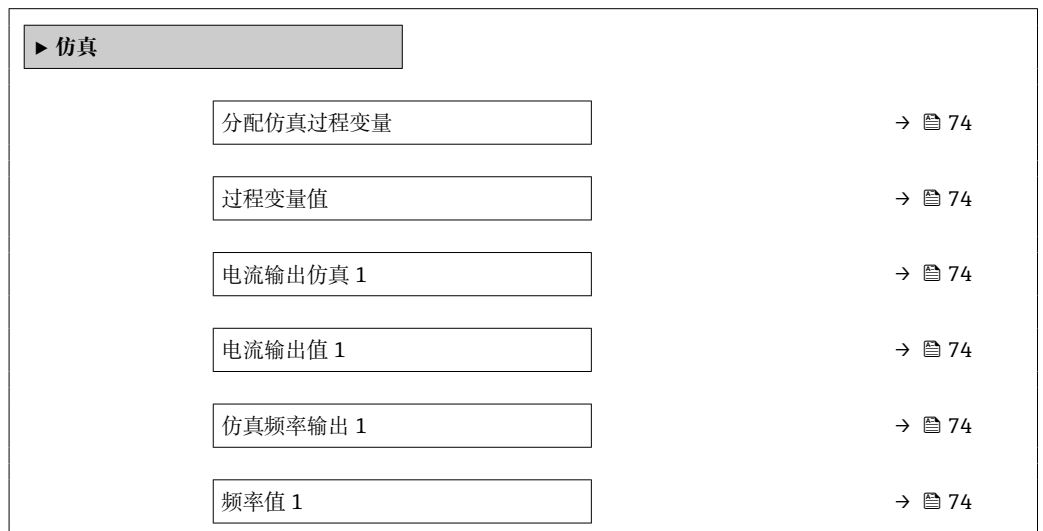 ▶ 仿真
分配仿真过程变量 → 74
过程变量值 → 74
电流输出仿真 1 → 74
电流输出值 1 → 74
仿真频率输出 1 → 74
频率值 1 → 74